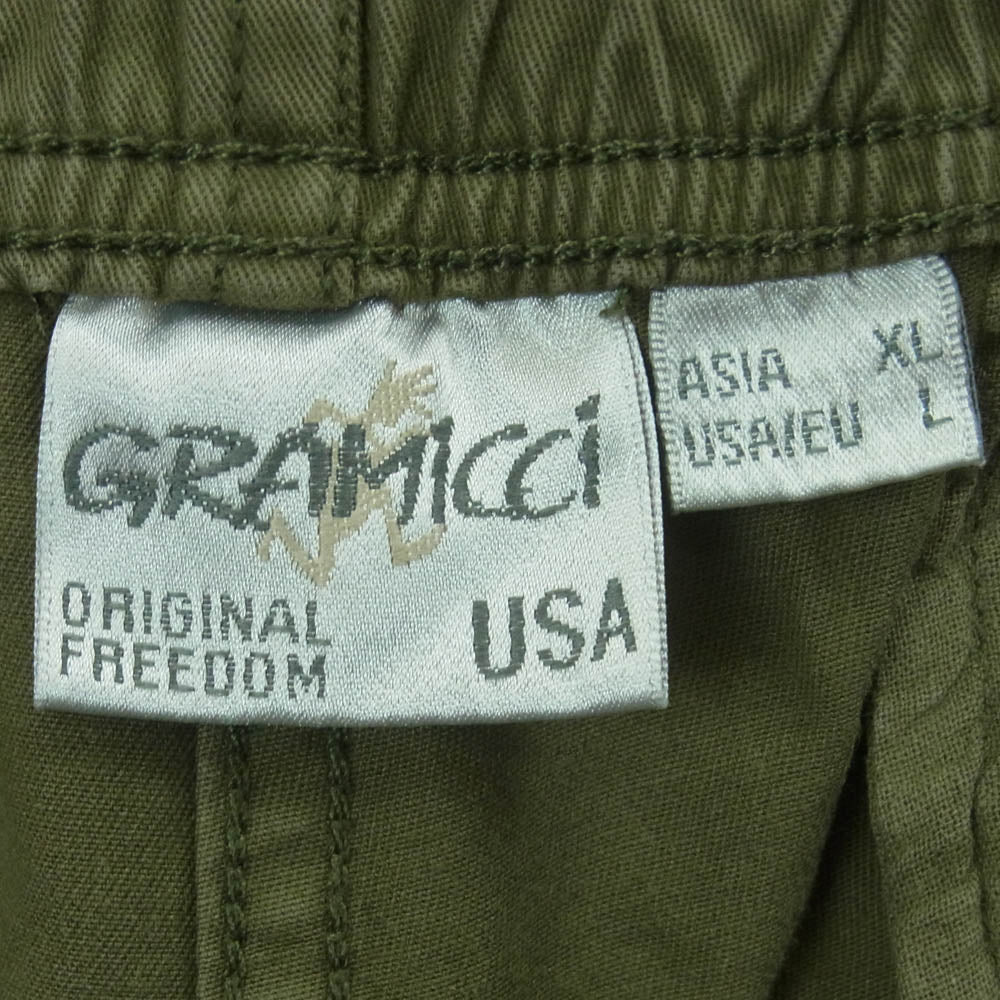 GRAMICCi
ORIGINAL
FREEDOM
USA
ASIA XL
USA/EU L